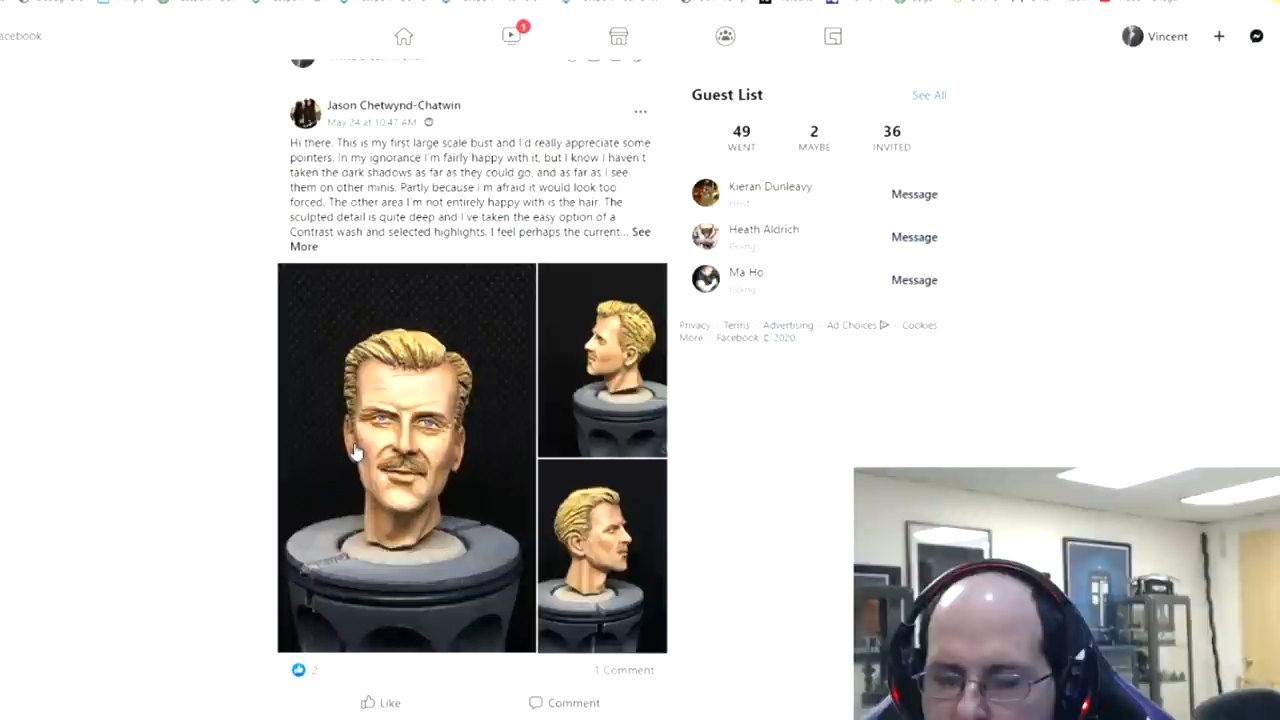 acebook
1
Vincent
Jason Chetwynd-Chatwin
May 24 at 10:47 AM
Hi there. This is my first large scale bust and I'd really appreciate some
pointers. In my ignorance I'm fairly happy with it, but I know I haven't
taken the dark shadows as far as they could go, and as far as I see
them on other minis. Partly because I'm afraid it would look too
forced. The other area I'm not entirely happy with is the hair. The
sculpted detail is quite deep and I've taken the easy option of a
Contrast wash and selected highlights. I feel perhaps the current... See
More
2
1 Comment
Like
Comment
Guest List
See All
49
2
36
WENT
MAYBE
INVITED
Kieran Dunleavy
Host
Message
Heath Aldrich
Going
Message
Ma Ho
Going
Message
Privacy Terms Advertising Ad Choices Cookies
More Facebook © 2020